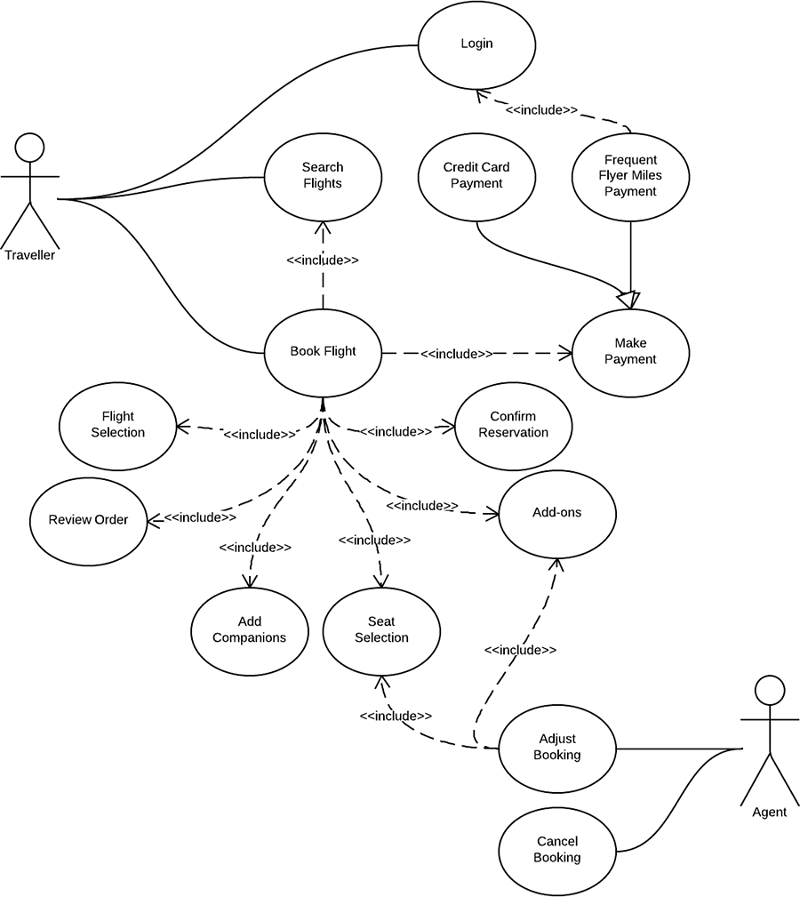 Login
<<include>>
Search
Flights
Credit Card
Payment
Frequent
Flyer Miles
Payment
Traveller
<<include>>
Book Flight
<<include>>
Make
Payment
Flight
Selection
<<include>>
<<include>>
Confirm
Reservation
Review Order
<<include>>
<<include>>
Add-ons
<<include>>
<<include>>
Add
Companions
Seat
Selection
<<include>>
<<include>>
Adjust
Booking
Agent
Cancel
Booking